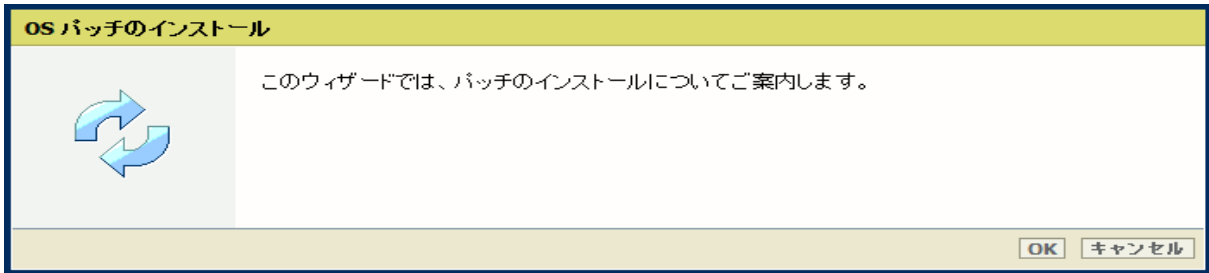 OS パッチのインストール
このウィザードでは、パッチのインストールについてご案内します。
OK キャンセル